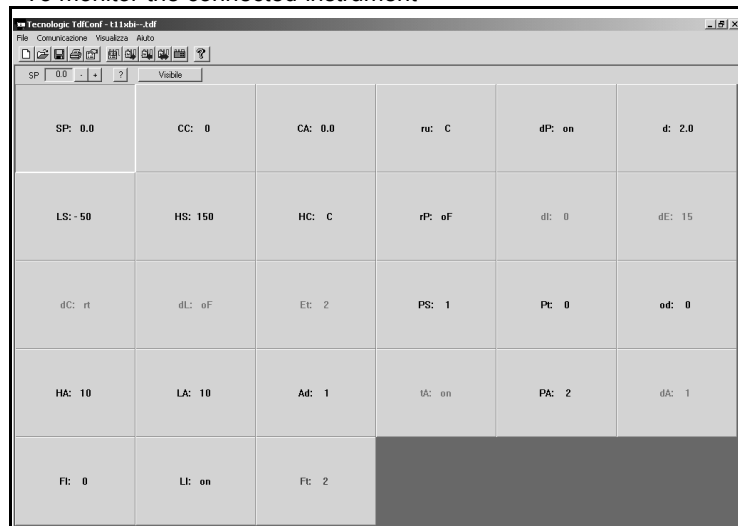 To monitor the connected instrument
Tecnologic TdfConf - t11xbi--.tdf
File Comunicazione Visualizza Aiuto
SP 0.0 - + ? Visibile
SP: 0.0 CC: 0 CA: 0.0 ru: C dP: on d: 2.0
LS: -50 HS: 150 HC: C rP: oF dI: 0 dE: 15
dC: rt dL: oF Et: 2 PS: 1 Pt: 0 od: 0
HA: 10 LA: 10 Ad: 1 tA: on PA: 2 dA: 1
FI: 0 LI: on Ft: 2